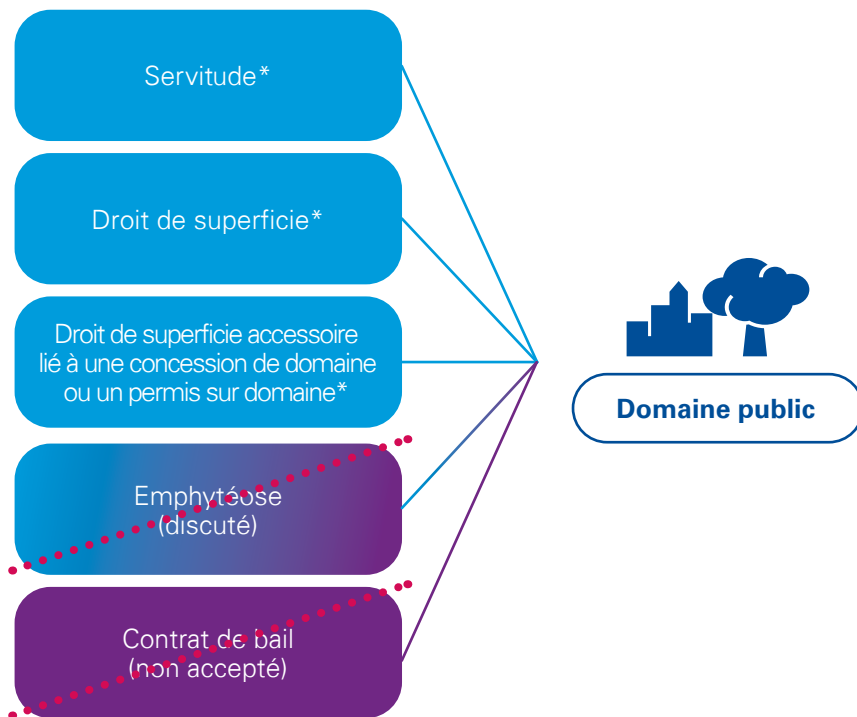 Servitude*
Droit de superficie*
Droit de superficie accessoire
lié à une concession de domaine
ou un permis sur domaine*
Emphytéose
(discuté)
Contrat de bail
(non accepté)
Domaine public